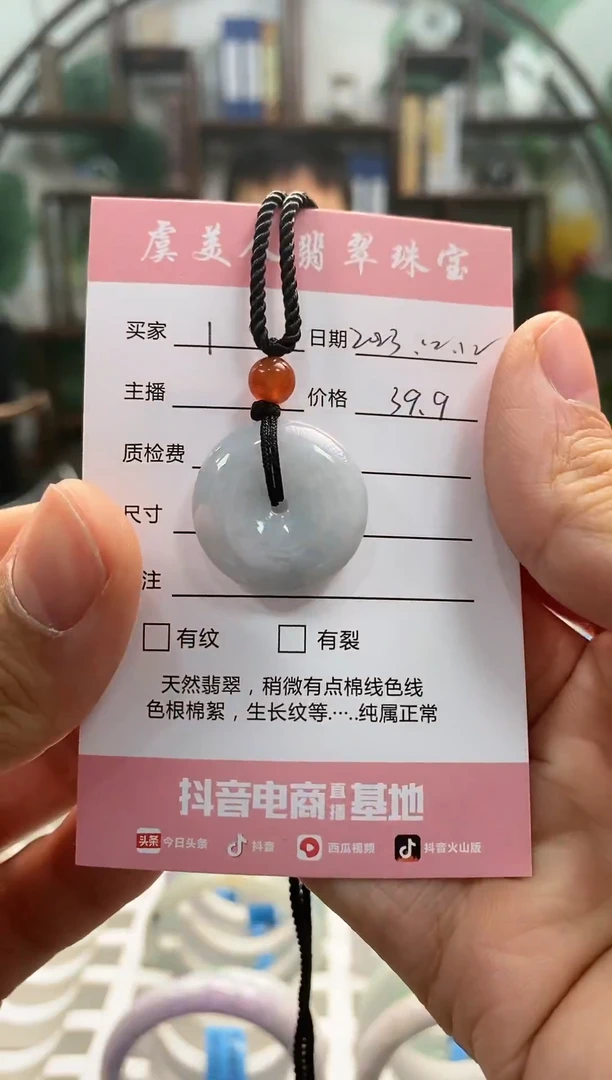 虞美人翡翠珠宝
买家 1 日期 2023.12.12
主播 价格 39.9
质检费
尺寸
注
有纹 有裂
天然翡翠，稍微有点棉线色线
色根棉絮，生长纹等·····纯属正常
抖音电商直播基地
头条 今日头条 抖音 西瓜视频 抖音火山版